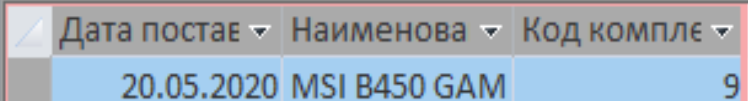 Дата постав Наименова Код компле
20.05.2020 MSI B450 GAM 9